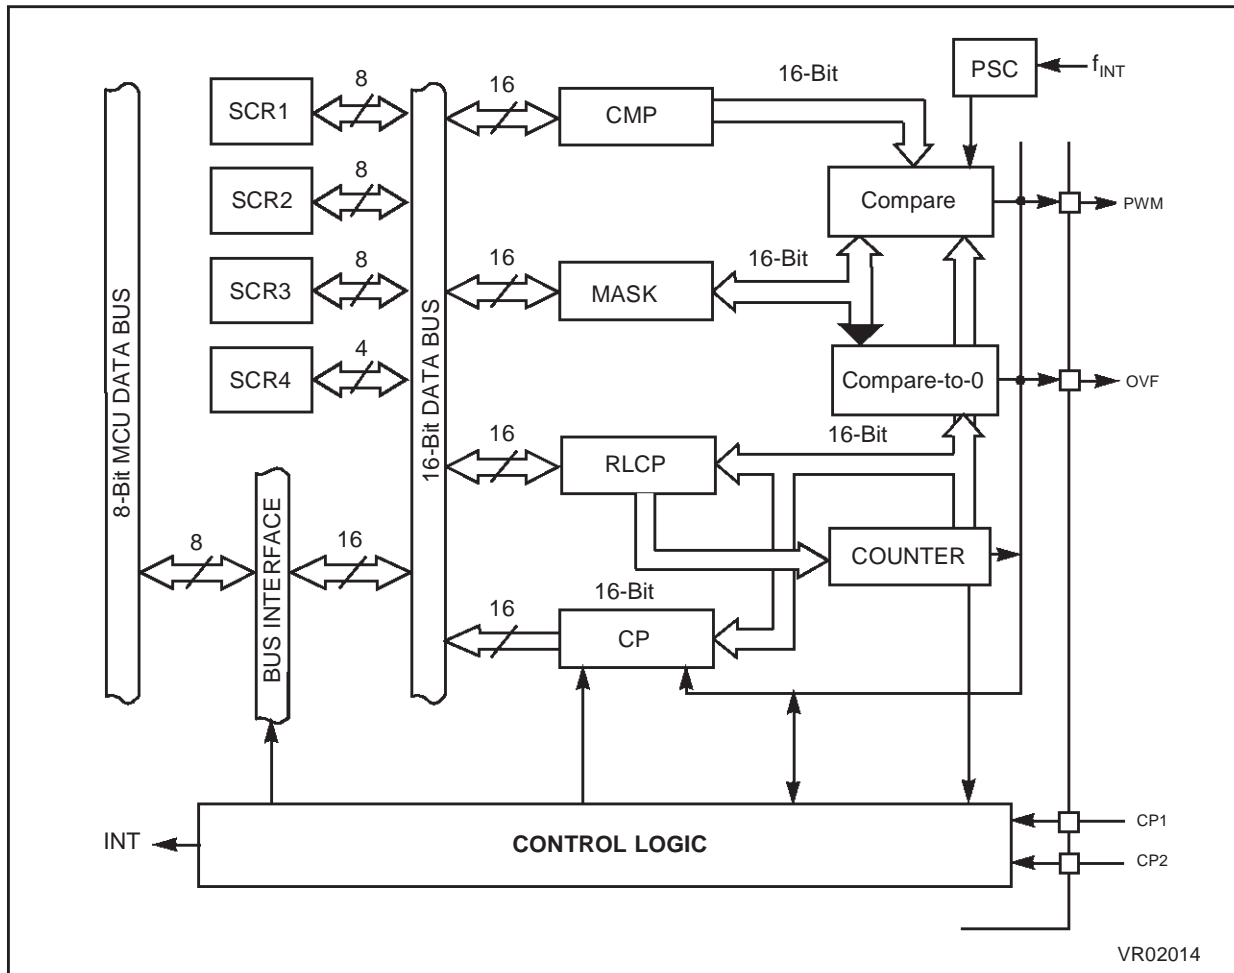 16-Bit
PSC
fINT
8
16
SCR1
CMP
8
SCR2
Compare
PWM
8
16
16-Bit
SCR3
MASK
4
SCR4
Compare-to-0
OVF
8-Bit MCU DATA BUS
16-Bit DATA BUS
16
16-Bit
RLCP
BUS INTERFACE
8
16
COUNTER
16
16-Bit
CP
CP1
INT
CONTROL LOGIC
CP2
VR02014